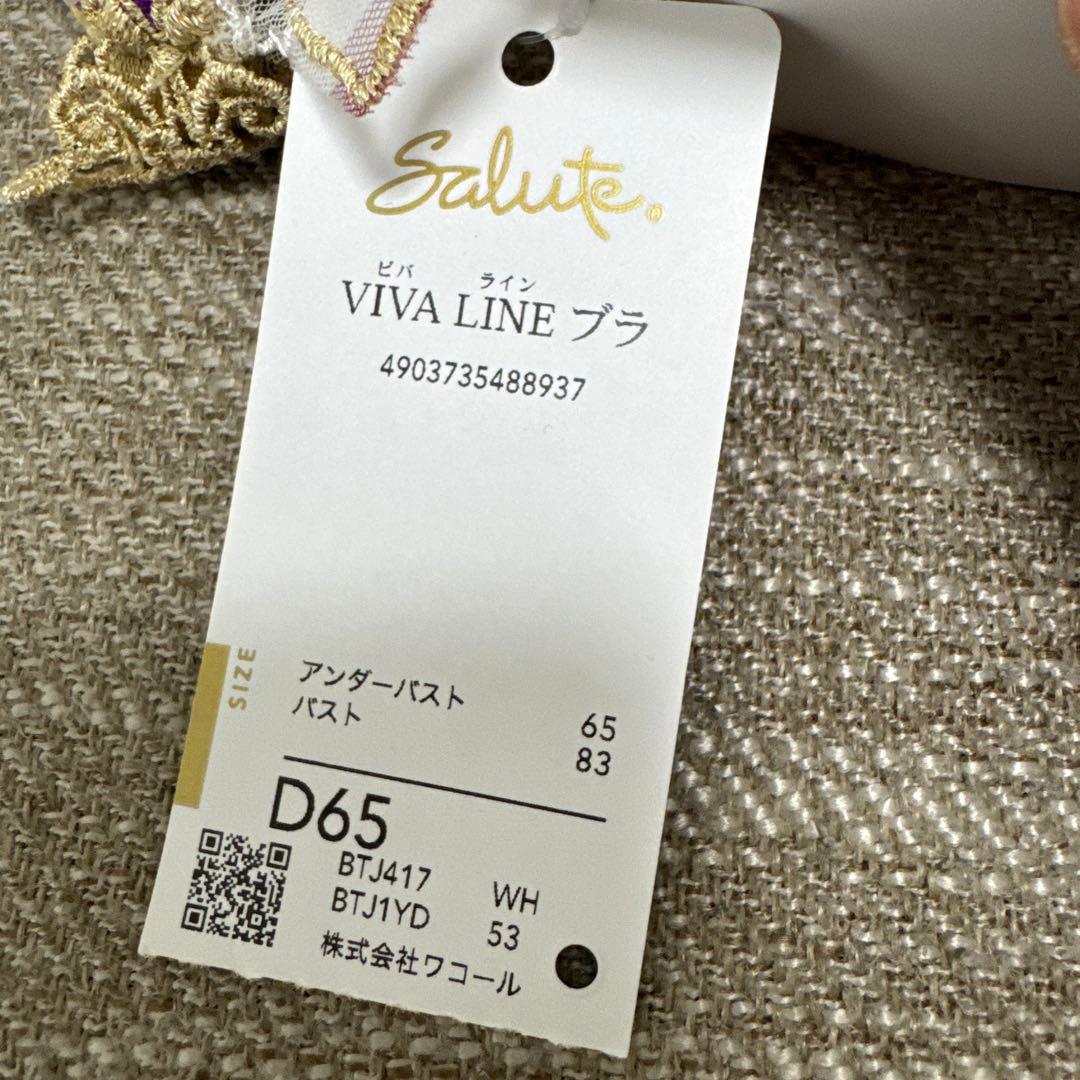 Salute®
ビバ ライン
VIVA LINE ブラ
4903735488937
SIZE
アンダーバスト 65
バスト 83
D65
BTJ417 WH
BTJ1YD 53
株式会社ワコール